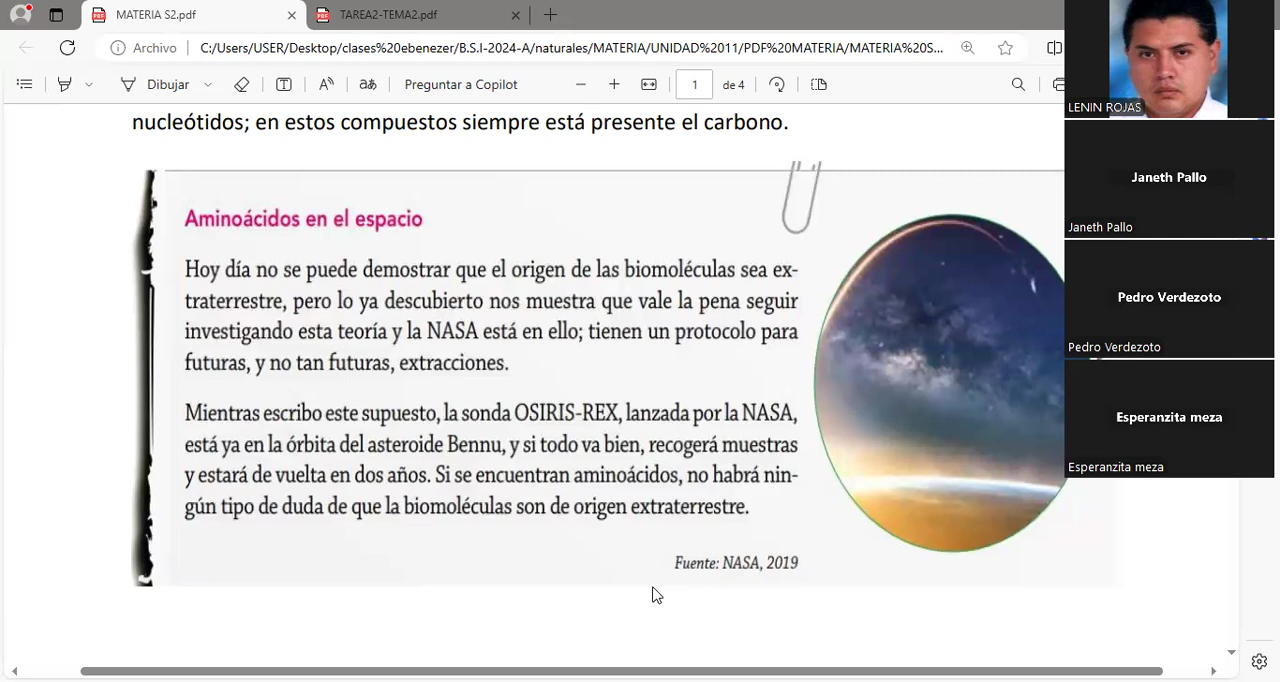 MATERIA S2.pdf
TAREA2-TEMA2.pdf
Archivo
C:/Users/USER/Desktop/clases%20ebenezer/B.S.I-2024-A/naturales/MATERIA/UNIDAD%2011/PDF%20MATERIA/MATERIA%20S...
Dibujar
Preguntar a Copilot
1 de 4
nucleótidos; en estos compuestos siempre está presente el carbono.
Aminoácidos en el espacio
Hoy día no se puede demostrar que el origen de las biomoléculas sea ex-
traterrestre, pero lo ya descubierto nos muestra que vale la pena seguir
investigando esta teoría y la NASA está en ello; tienen un protocolo para
futuras, y no tan futuras, extracciones.
Mientras escribo este supuesto, la sonda OSIRIS-REX, lanzada por la NASA,
está ya en la órbita del asteroide Bennu, y si todo va bien, recogerá muestras
y estará de vuelta en dos años. Si se encuentran aminoácidos, no habrá nin-
gún tipo de duda de que la biomoléculas son de origen extraterrestre.
Fuente: NASA, 2019
LENIN ROJAS
Janeth Pallo
Janeth Pallo
Pedro Verdezoto
Pedro Verdezoto
Esperanzita meza
Esperanzita meza